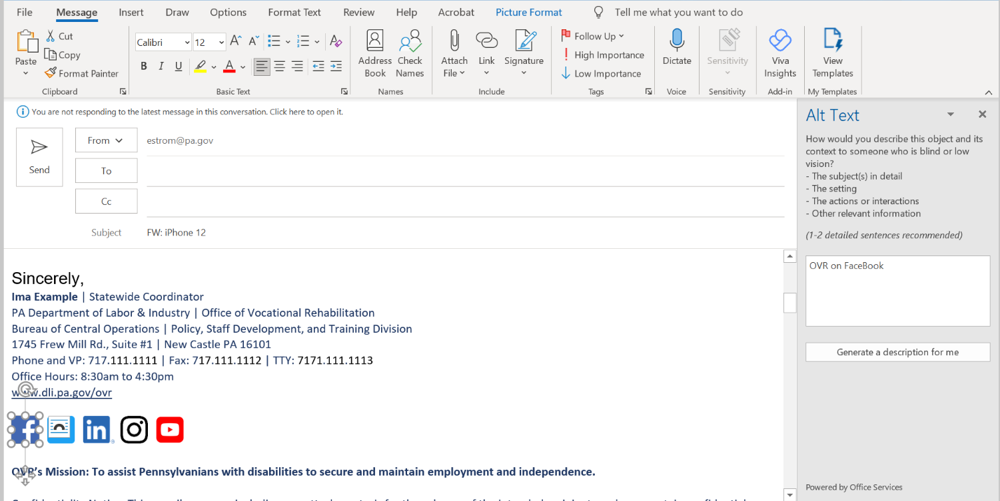 File Message Insert Draw Options Format Text Review Help Acrobat Picture Format Tell me what you want to do
Paste
Cut
Copy
Format Painter
Clipboard
Calibri 12
B I U A
Basic Text
Address Book
Check Names
Names
Attach File
Link
Signature
Include
Follow Up
High Importance
Low Importance
Tags
Dictate
Voice
Sensitivity
Sensitivity
Viva Insights
Add-in
View Templates
My Templates
You are not responding to the latest message in this conversation. Click here to open it.
Send
From estrom@pa.gov
To
Cc
Subject FW: iPhone 12
Sincerely,
Ima Example | Statewide Coordinator
PA Department of Labor & Industry | Office of Vocational Rehabilitation
Bureau of Central Operations | Policy, Staff Development, and Training Division
1745 Frew Mill Rd., Suite #1 | New Castle PA 16101
Phone and VP: 717.111.1111 | Fax: 717.111.1112 | TTY: 7171.111.1113
Office Hours: 8:30am to 4:30pm
www.dli.pa.gov/ovr
f in
OVR's Mission: To assist Pennsylvanians with disabilities to secure and maintain employment and independence.
Alt Text
How would you describe this object and its
context to someone who is blind or low
vision?
- The subject(s) in detail
- The setting
- The actions or interactions
- Other relevant information
(1-2 detailed sentences recommended)
OVR on FaceBook
Generate a description for me
Powered by Office Services